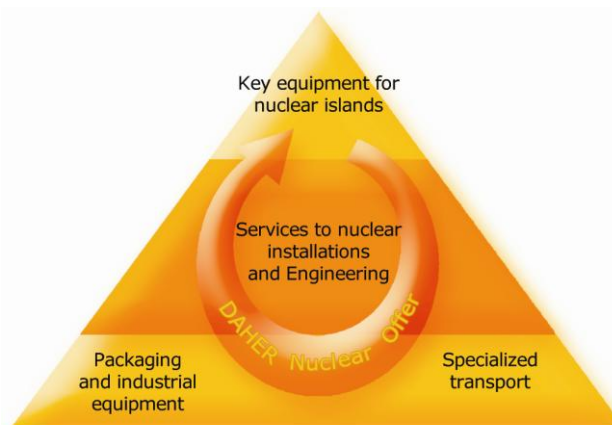 Key equipment for
nuclear islands
Services to nuclear
installations
and Engineering
DAHER Nuclear Offer
Packaging
and industrial
equipment
Specialized
transport